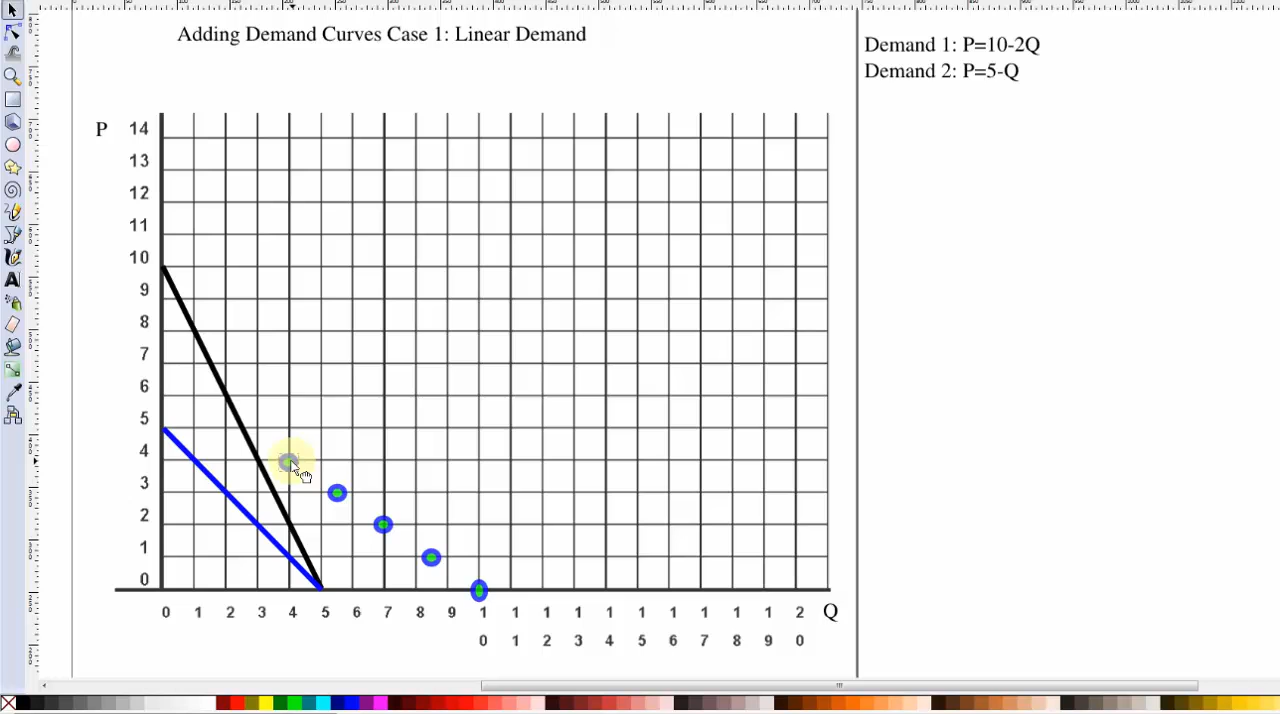 Adding Demand Curves Case 1: Linear Demand
Demand 1: P=10-2Q
Demand 2: P=5-Q
P
14
13
12
11
10
9
8
7
6
5
4
3
2
1
0
0 1 2 3 4 5 6 7 8 9 1 1 1 1 1 1 1 1 1 1 2 Q
0 1 2 3 4 5 6 7 8 9 0